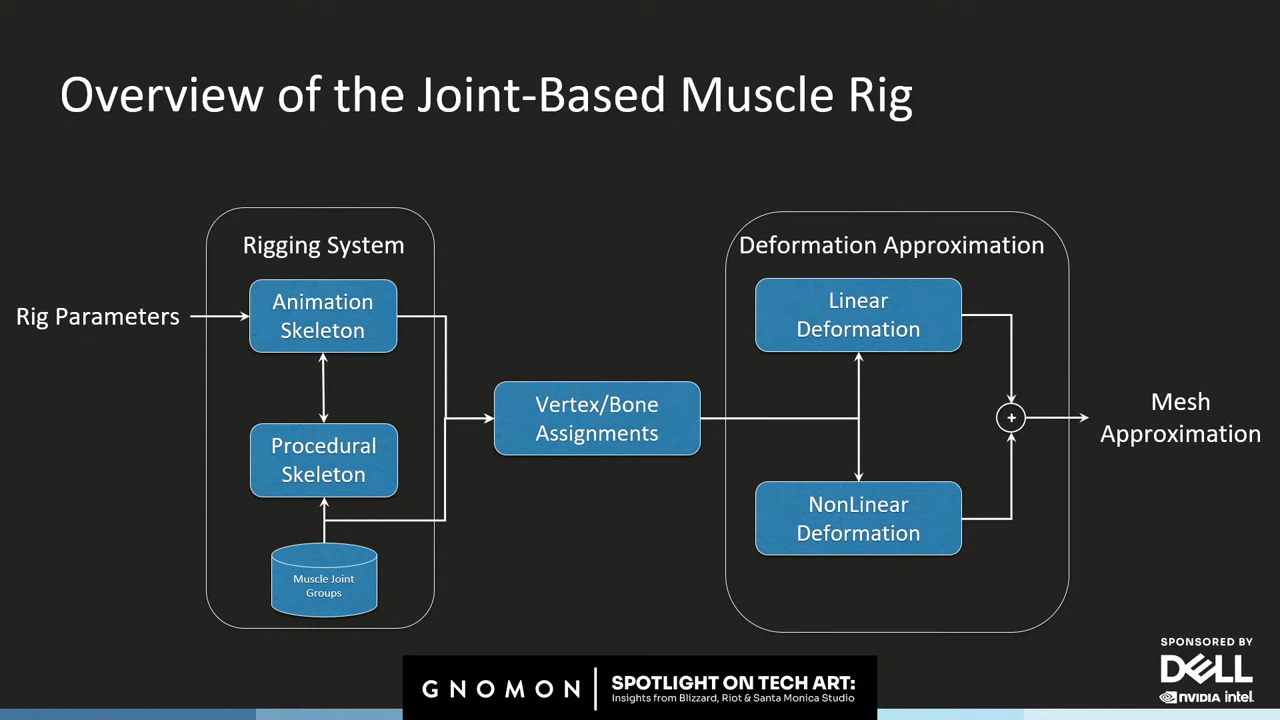 Overview of the Joint-Based Muscle Rig
Rigging System
Deformation Approximation
Rig Parameters
Animation
Skeleton
Linear
Deformation
Vertex/Bone
Assignments
+
Mesh
Approximation
Procedural
Skeleton
NonLinear
Deformation
Muscle Joint
Groups
SPONSORED BY
DELL
NVIDIA intel.
GNOMON
SPOTLIGHT ON TECH ART:
Insights from Blizzard, Riot & Santa Monica Studio